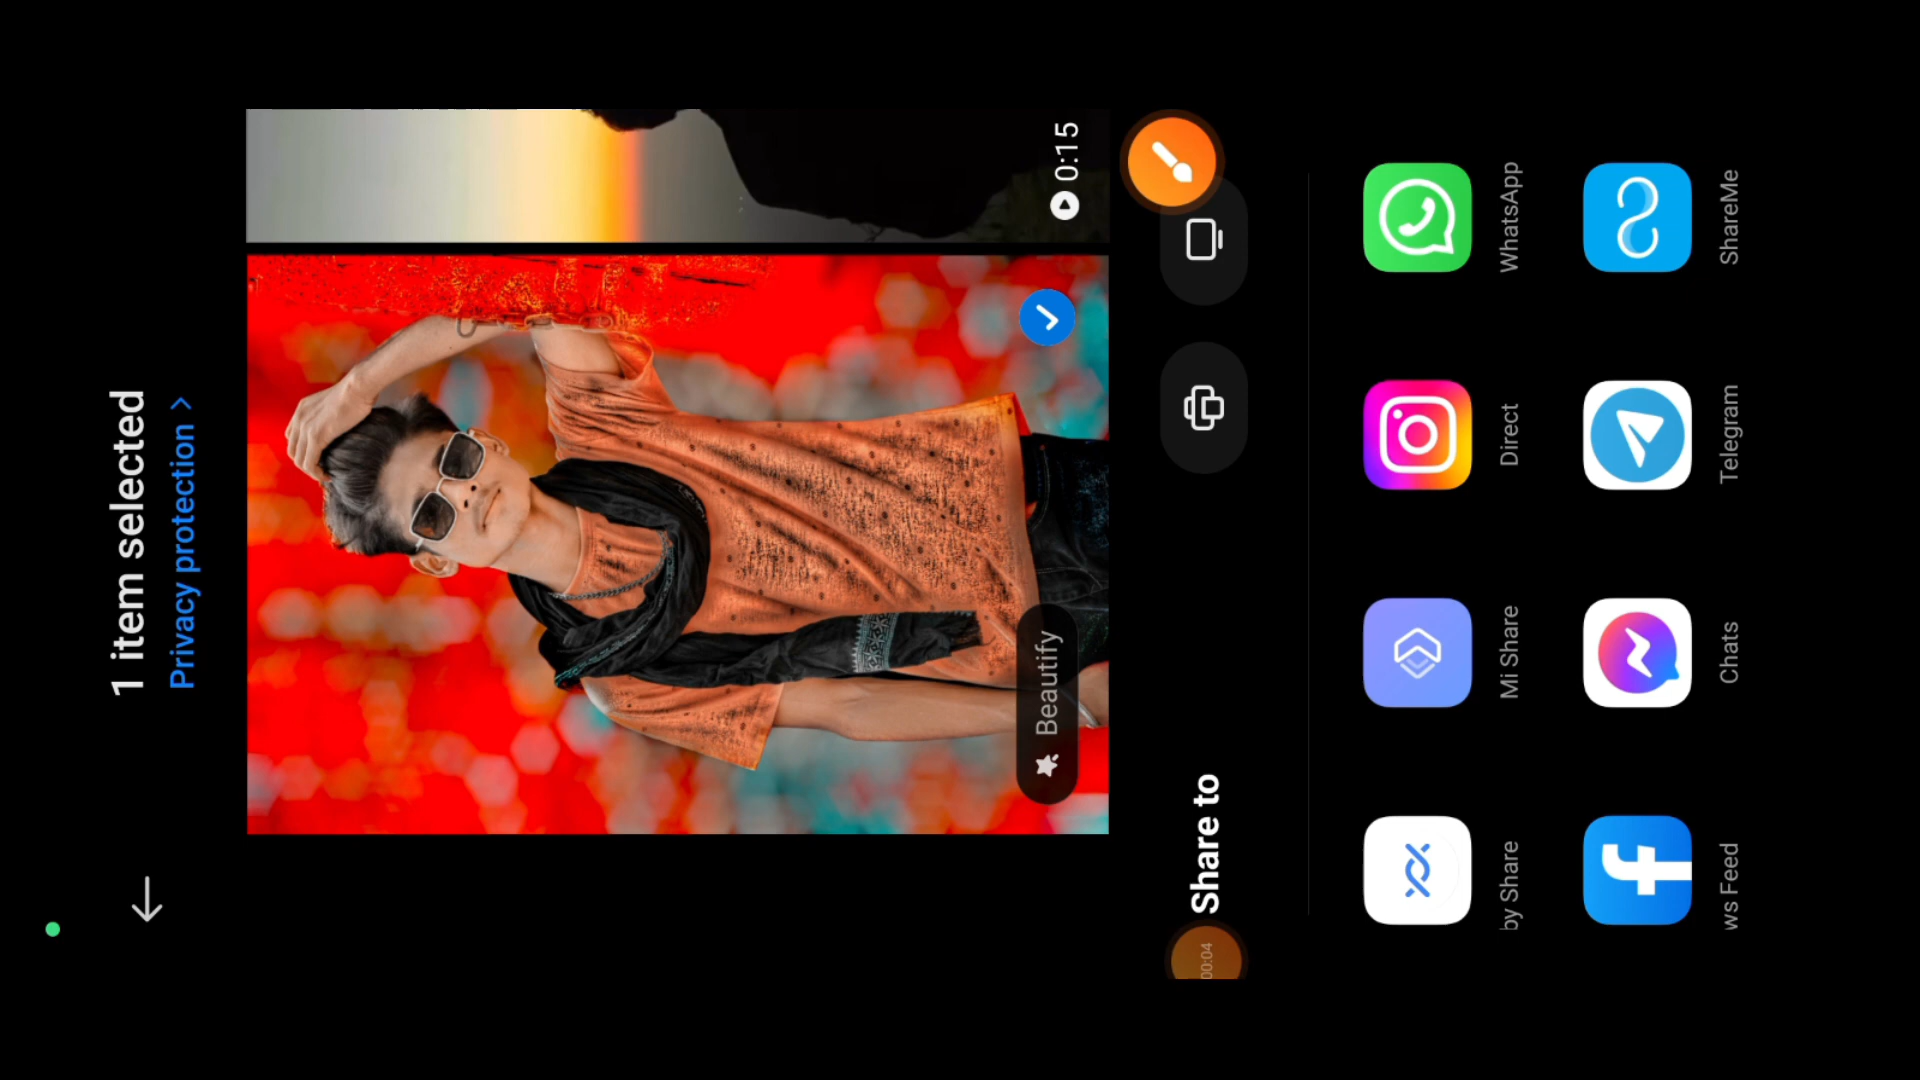 1 item selected
Privacy protection >
0:15
Beautify
Share to
00:04
by Share
Mi Share
Direct
WhatsApp
ws Feed
Chats
Telegram
ShareMe